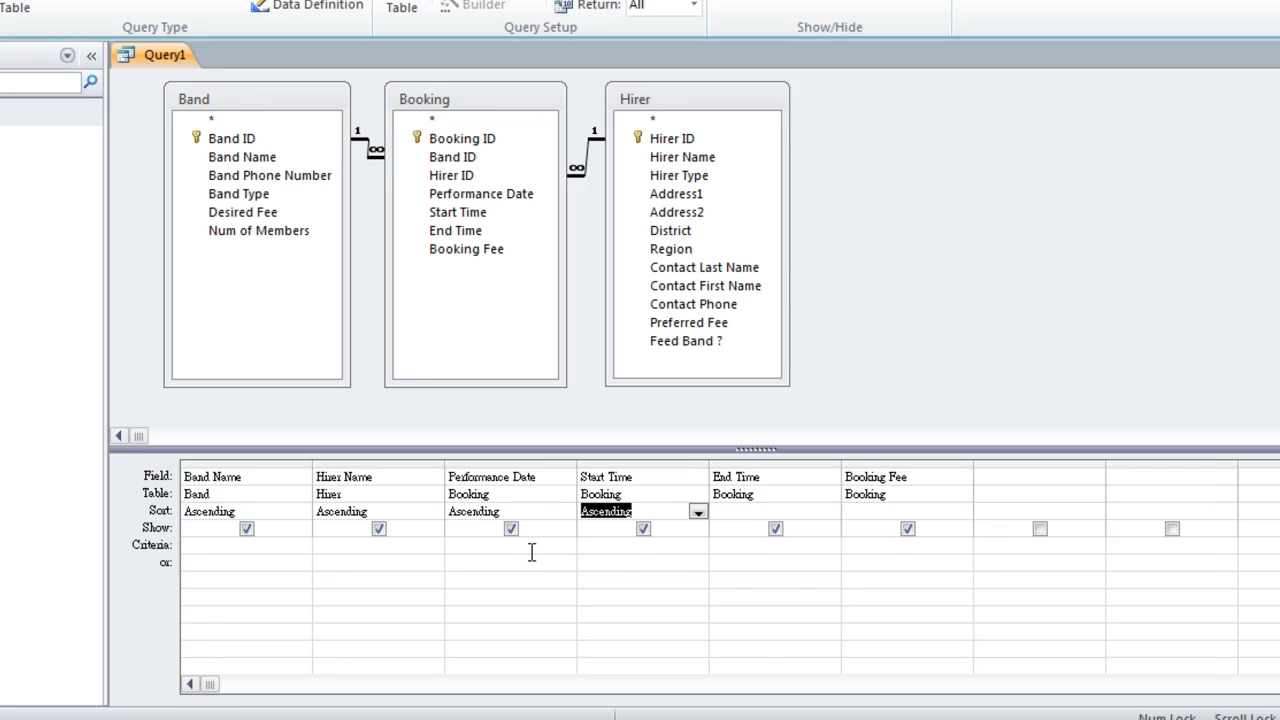 Table
Data Definition
Table
Builder
Return: All
Query Type
Query Setup
Show/Hide
Query1
Band
*
Band ID
Band Name
Band Phone Number
Band Type
Desired Fee
Num of Members
1
∞
Booking
*
Booking ID
Band ID
Hirer ID
Performance Date
Start Time
End Time
Booking Fee
1
∞
Hirer
*
Hirer ID
Hirer Name
Hirer Type
Address1
Address2
District
Region
Contact Last Name
Contact First Name
Contact Phone
Preferred Fee
Feed Band ?
Field: Band Name Hirer Name Performance Date Start Time End Time Booking Fee
Table: Band Hirer Booking Booking Booking Booking
Sort: Ascending Ascending Ascending Ascending
Show:
Criteria:
or:
Num Lock Scroll Lock